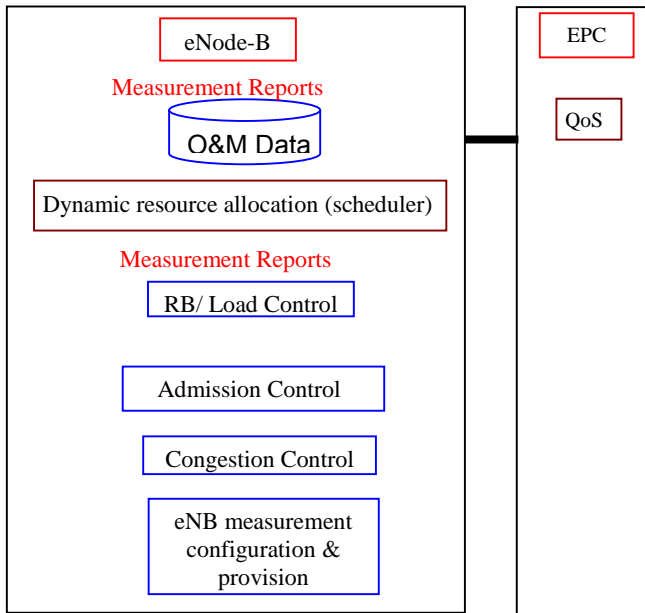 eNode-B
Measurement Reports
O&M Data
Dynamic resource allocation (scheduler)
Measurement Reports
RB/ Load Control
Admission Control
Congestion Control
eNB measurement
configuration &
provision
EPC
QoS